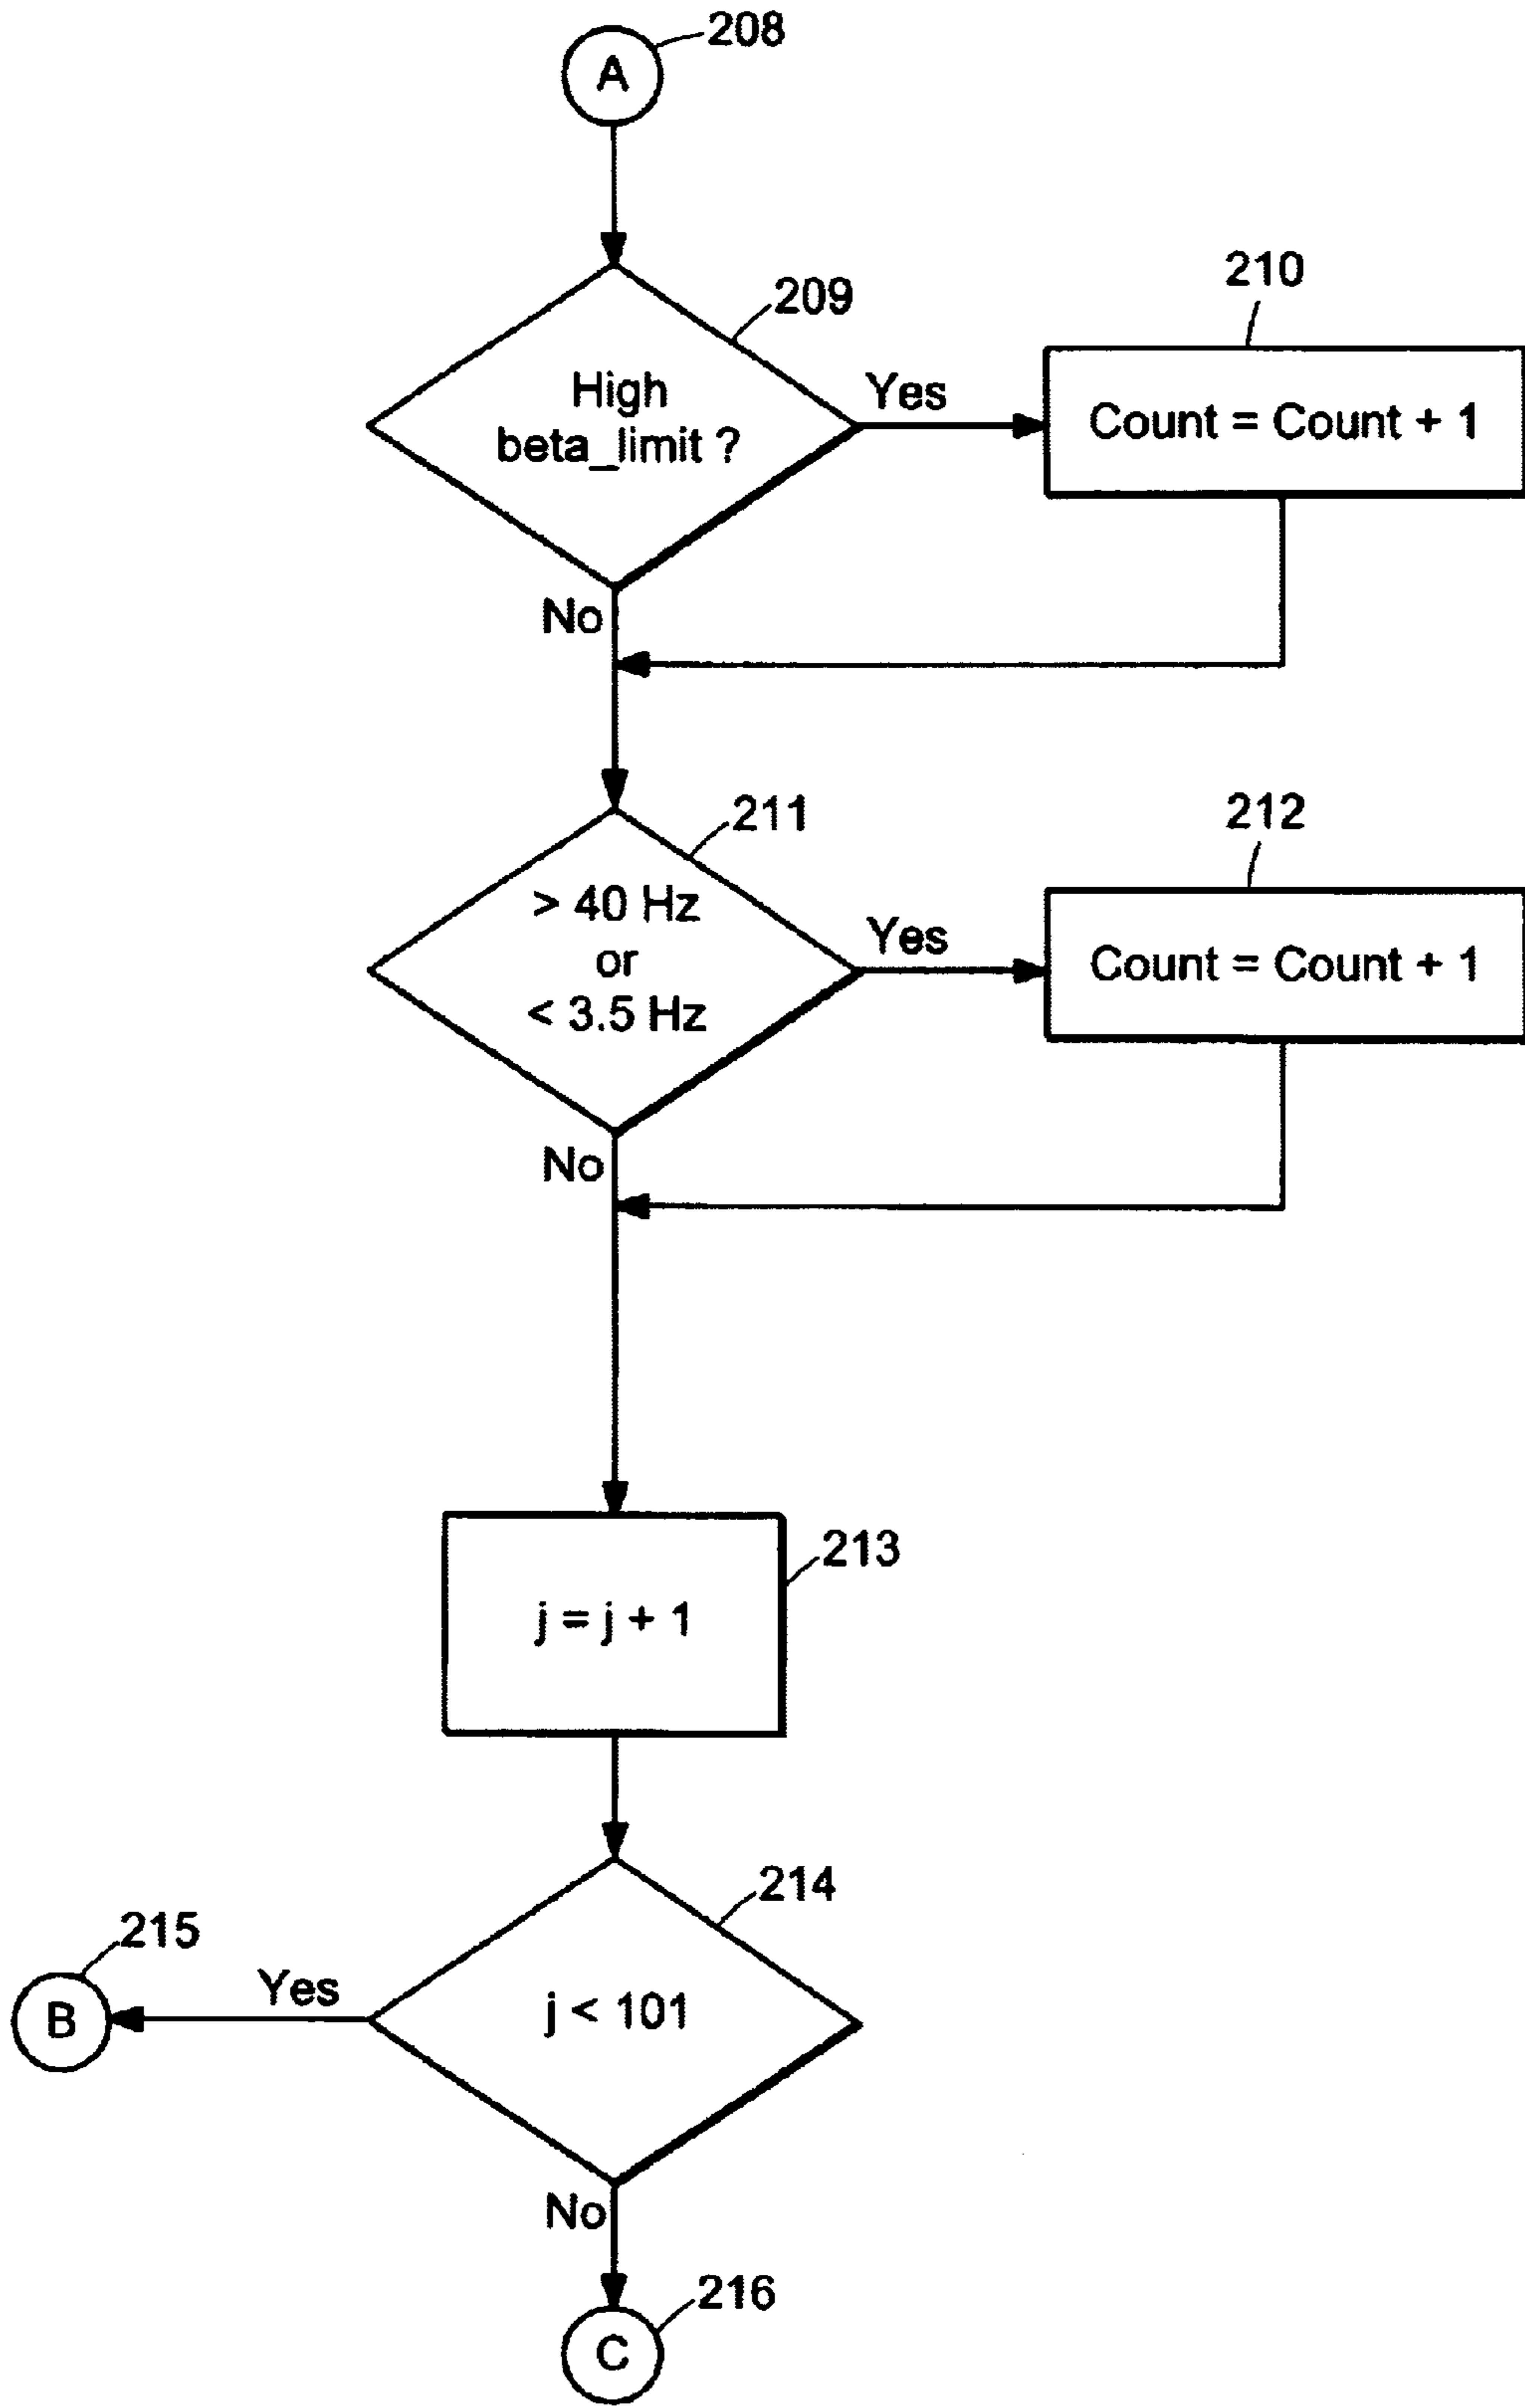 208
A
209
210
High
beta_limit ?
Yes
Count = Count + 1
No
211
212
> 40 Hz
or
< 3.5 Hz
Yes
Count = Count + 1
No
213
j = j + 1
214
215
Yes
B
j < 101
No
216
C